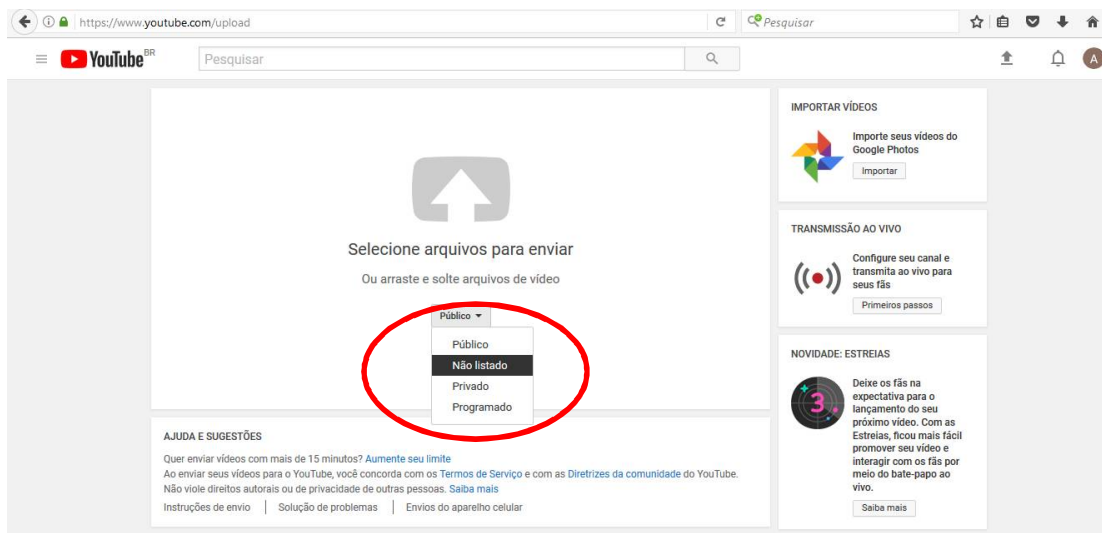 https://www.youtube.com/upload
Pesquisar
YouTube BR
Pesquisar
A
Selecione arquivos para enviar
Ou arraste e solte arquivos de vídeo
Público
Público
Não listado
Privado
Programado
AJUDA E SUGESTÕES
Quer enviar vídeos com mais de 15 minutos? Aumente seu limite
Ao enviar seus vídeos para o YouTube, você concorda com os Termos de Serviço e com as Diretrizes da comunidade do YouTube.
Não viole direitos autorais ou de privacidade de outras pessoas. Saiba mais
Instruções de envio | Solução de problemas | Envios do aparelho celular
IMPORTAR VÍDEOS
Importe seus vídeos do
Google Photos
Importar
TRANSMISSÃO AO VIVO
Configure seu canal e
transmita ao vivo para
seus fãs
Primeiros passos
NOVIDADE: ESTREIAS
3
Deixe os fãs na
expectativa para o
lançamento do seu
próximo vídeo. Com as
Estreias, ficou mais fácil
promover seu vídeo e
interagir com os fãs por
meio do bate-papo ao
vivo.
Saiba mais